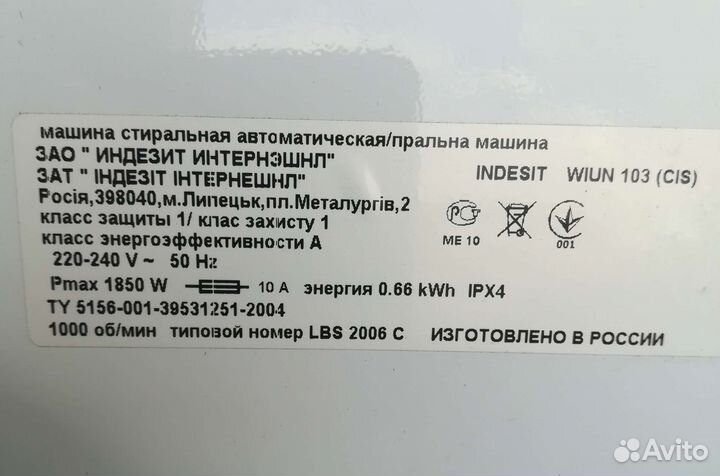 машина стиральная автоматическая/пральна машина
ЗАО " ИНДЕЗИТ ИНТЕРНЭШНЛ"
ЗАТ " ІНДЕЗІТ ІНТЕРНЕШНЛ"
INDESIT WIUN 103 (CIS)
Росія,398040,м.Липецьк,пл.Металургів,2
класс защиты 1/ клас захисту 1
класс энергоэффективности А
РСТ
ME 10
001
220-240 V ~ 50 Hz
Pmax 1850 W 10 A энергия 0.66 kWh IPX4
ТУ 5156-001-39531251-2004
1000 об/мин типовой номер LBS 2006 C ИЗГОТОВЛЕНО В РОССИИ
Avito